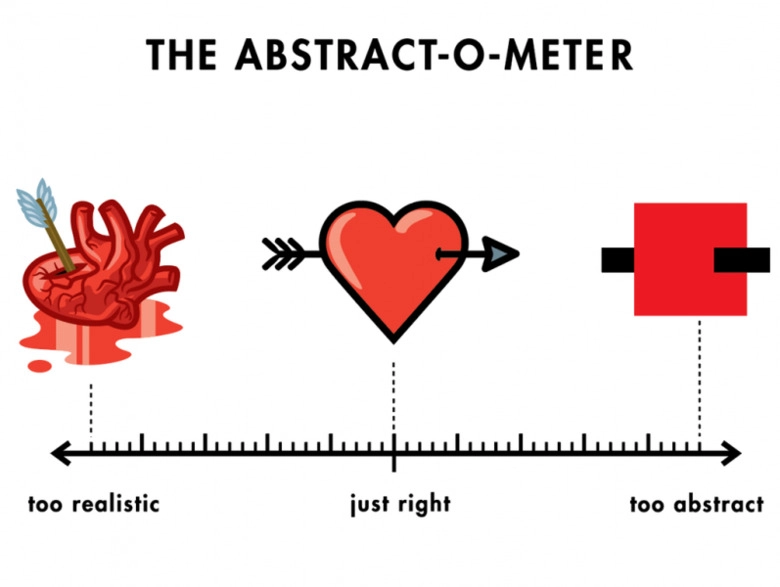 THE ABSTRACT-O-METER
too realistic
just right
too abstract